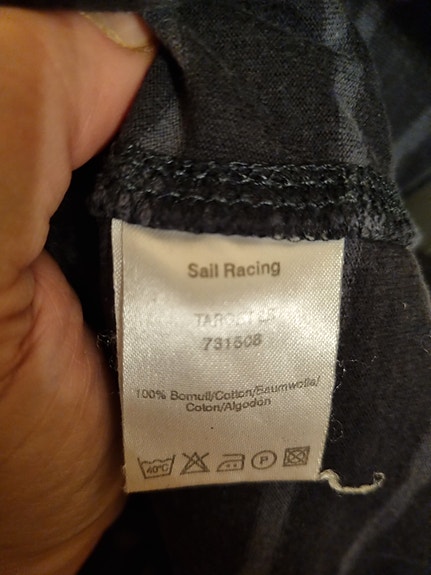 Sail Racing
731508
100% Bomull/Cotton/Baumwolle/
Coton/Algodón
40°C
P